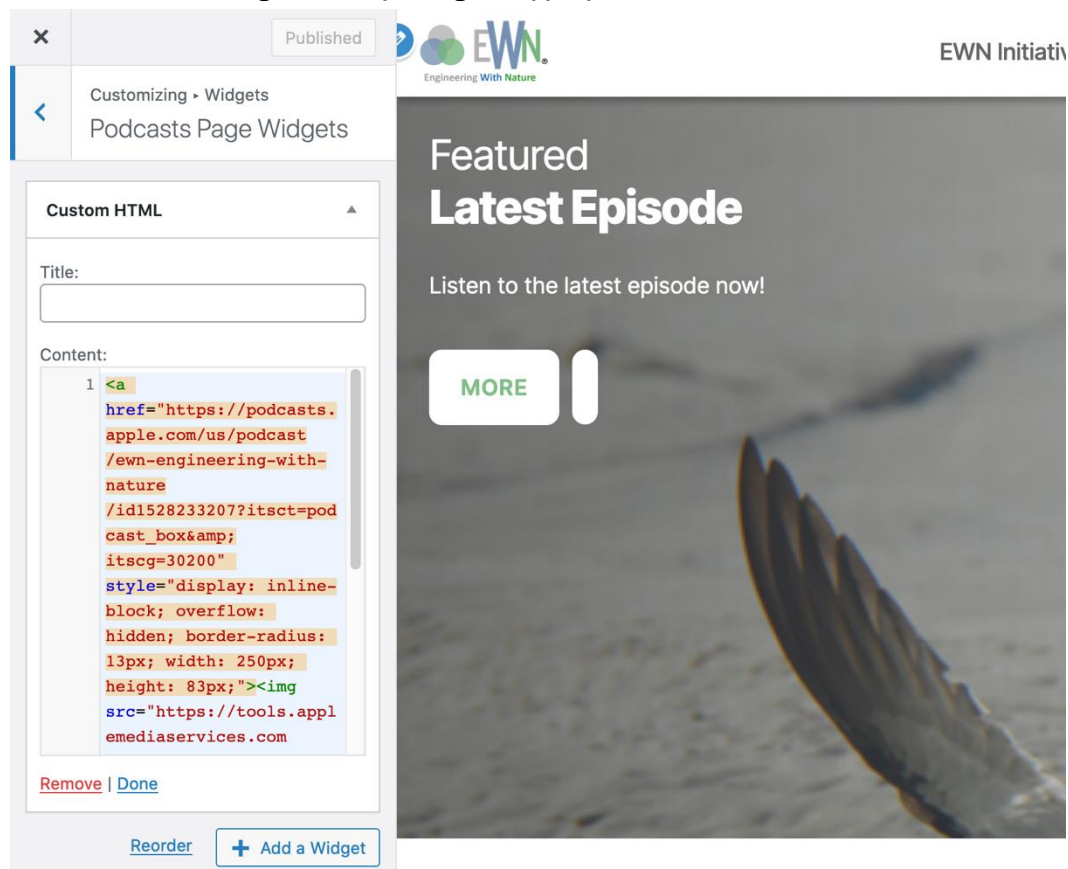 Published
EWN®
Engineering With Nature
EWN Initiativ
Customizing ▸ Widgets
Podcasts Page Widgets
Featured
Latest Episode
Custom HTML
Title:
Listen to the latest episode now!
Content:
1 <a
href="https://podcasts.
apple.com/us/podcast
/ewn-engineering-with-
nature
/id1528233207?itsct=pod
cast_box&amp;
itscg=30200"
style="display: inline-
block; overflow:
hidden; border-radius:
13px; width: 250px;
height: 83px;"><img
src="https://tools.appl
emediaservices.com
MORE
Remove | Done
Reorder
+ Add a Widget